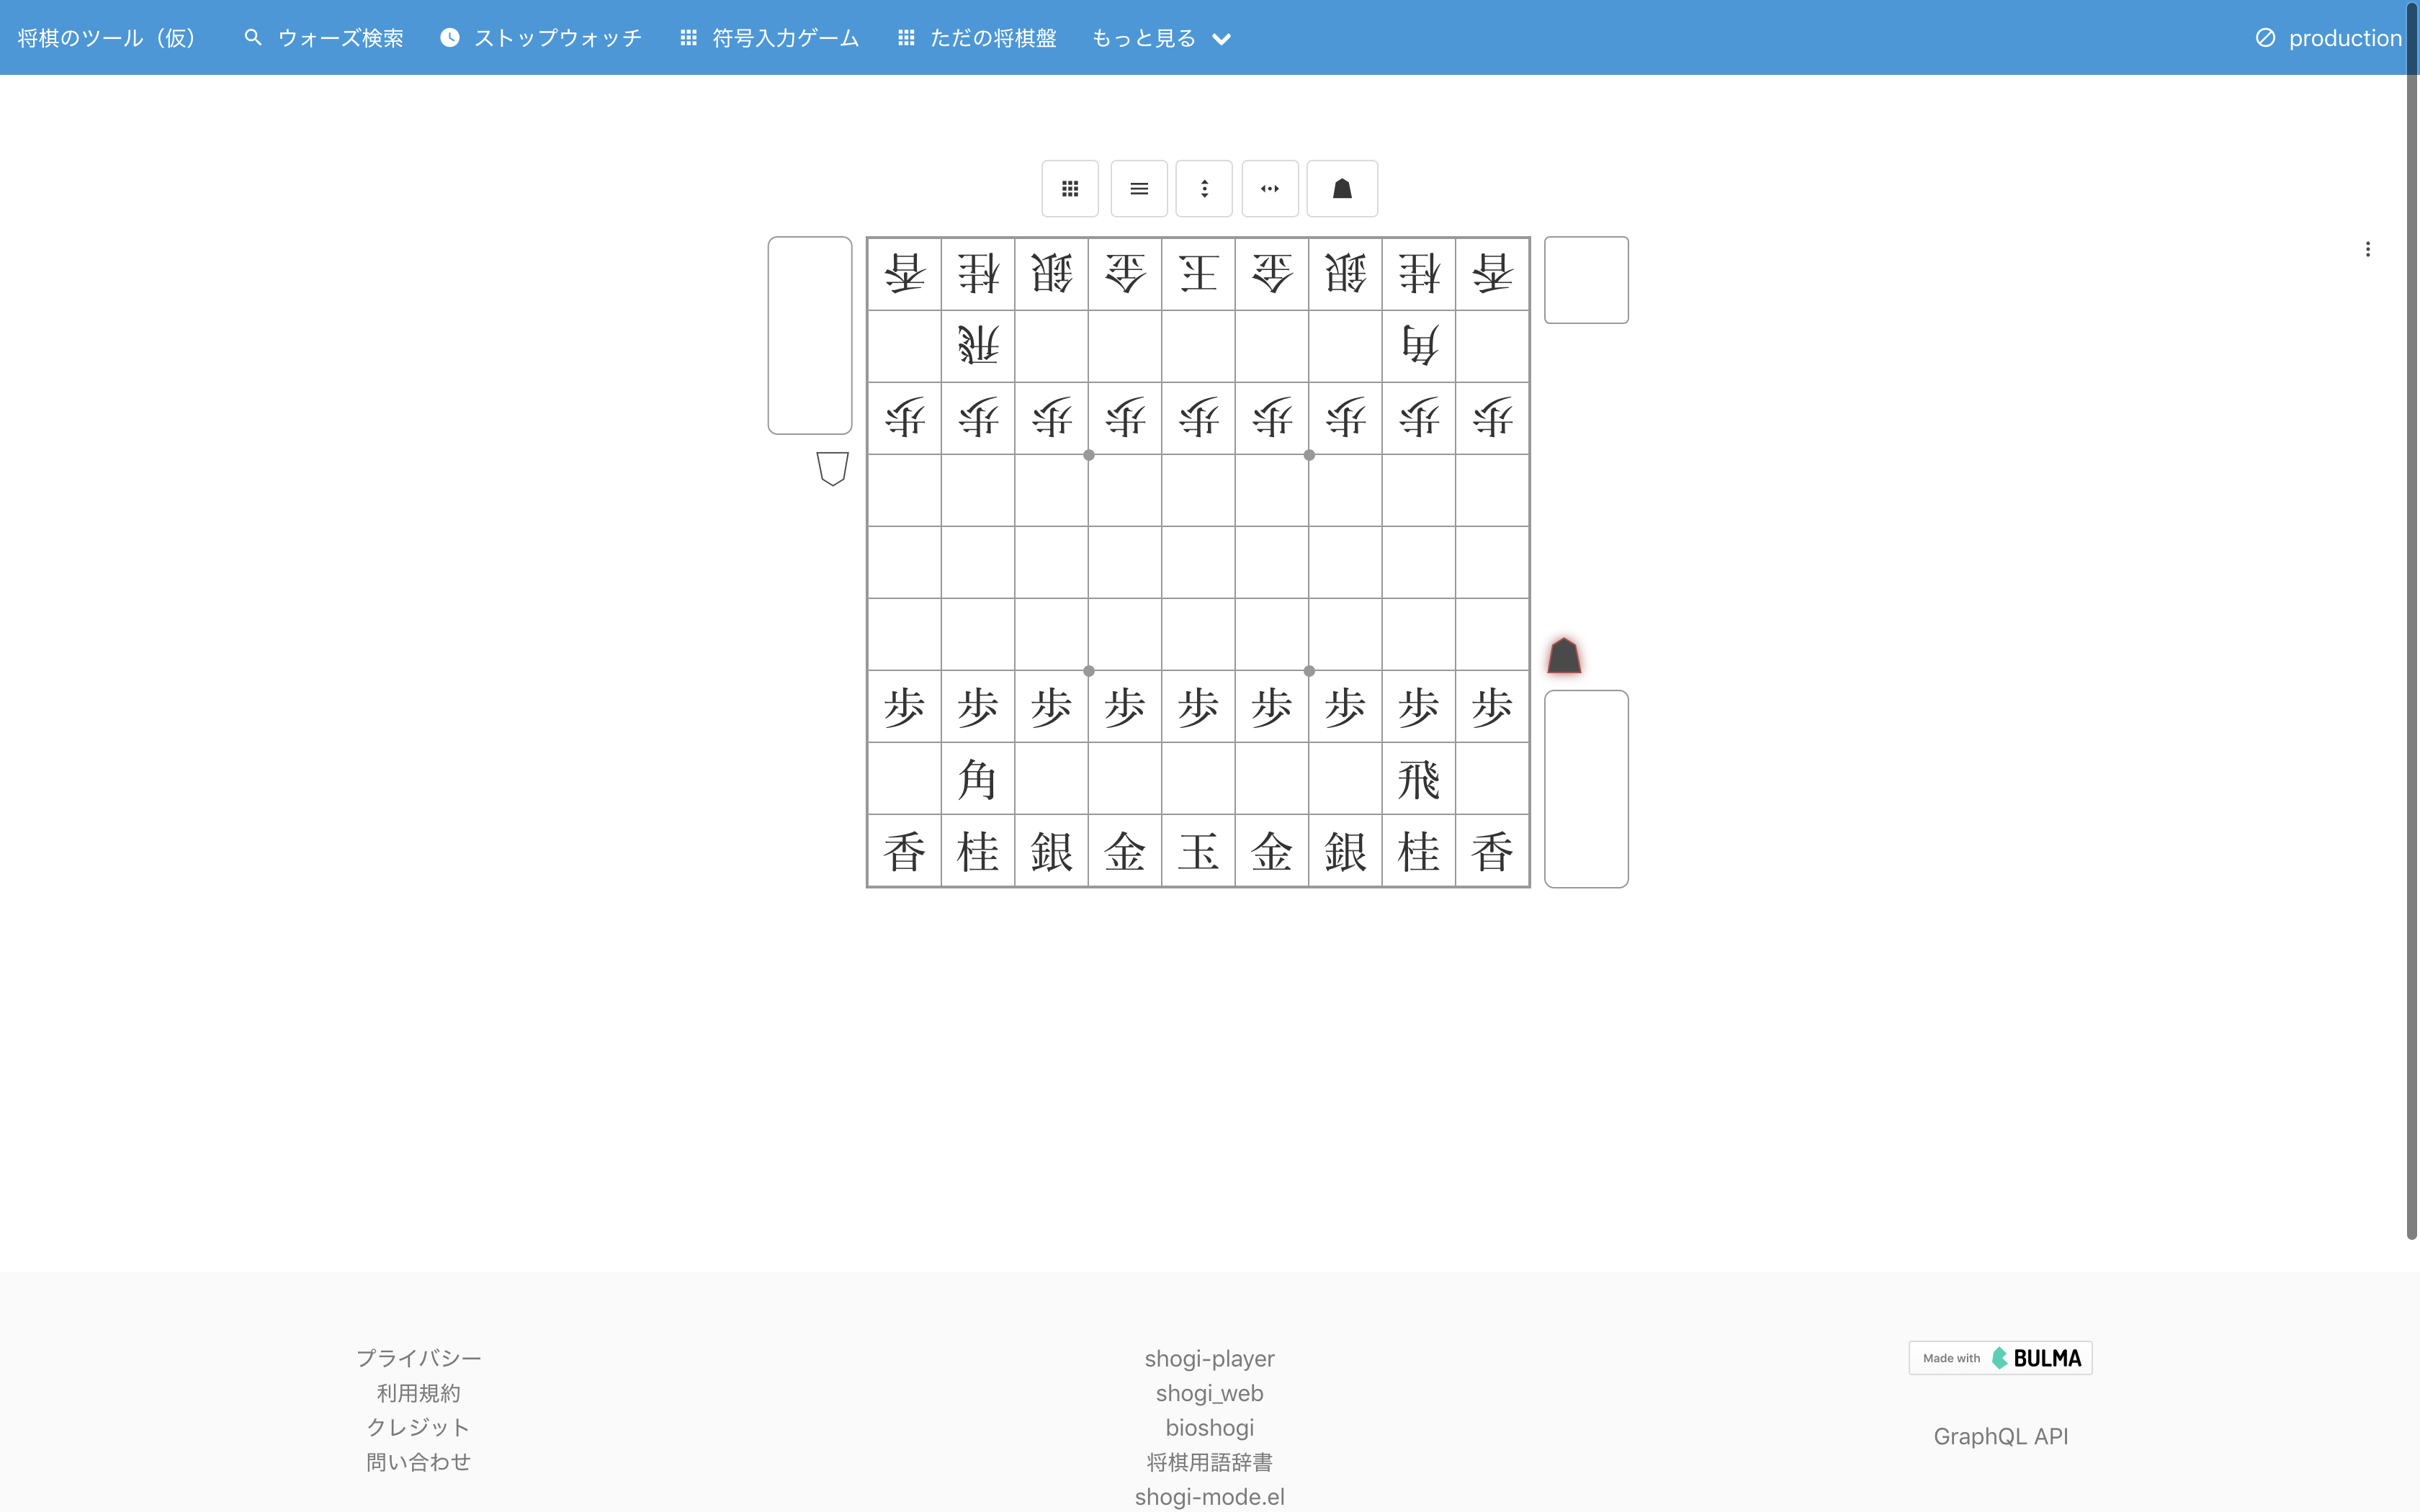 将棋のツール（仮） ウォーズ検索 ストップウォッチ 符号入力ゲーム ただの将棋盤 もっと見る production
香 桂 銀 金 王 金 銀 桂 香
飛 角
歩 歩 歩 歩 歩 歩 歩 歩 歩
歩 歩 歩 歩 歩 歩 歩 歩 歩
角 飛
香 桂 銀 金 玉 金 銀 桂 香
プライバシー
利用規約
クレジット
問い合わせ
shogi-player
shogi_web
bioshogi
将棋用語辞書
shogi-mode.el
Made with BULMA
GraphQL API